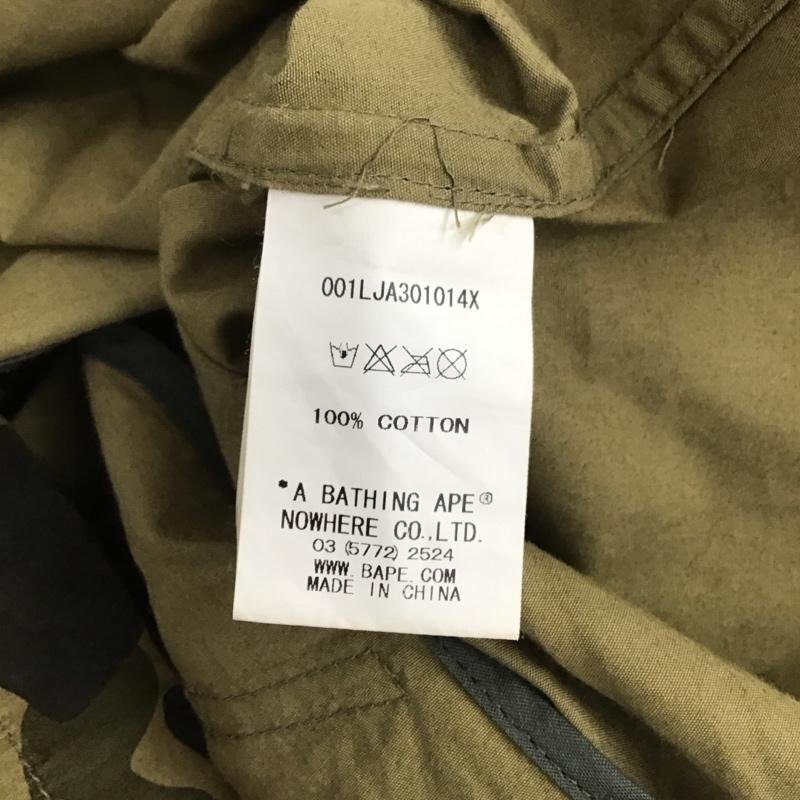 001LJA301014X
100% COTTON
"A BATHING APE®
NOWHERE CO.,LTD.
03 (5772) 2524
WWW.BAPE.COM
MADE IN CHINA